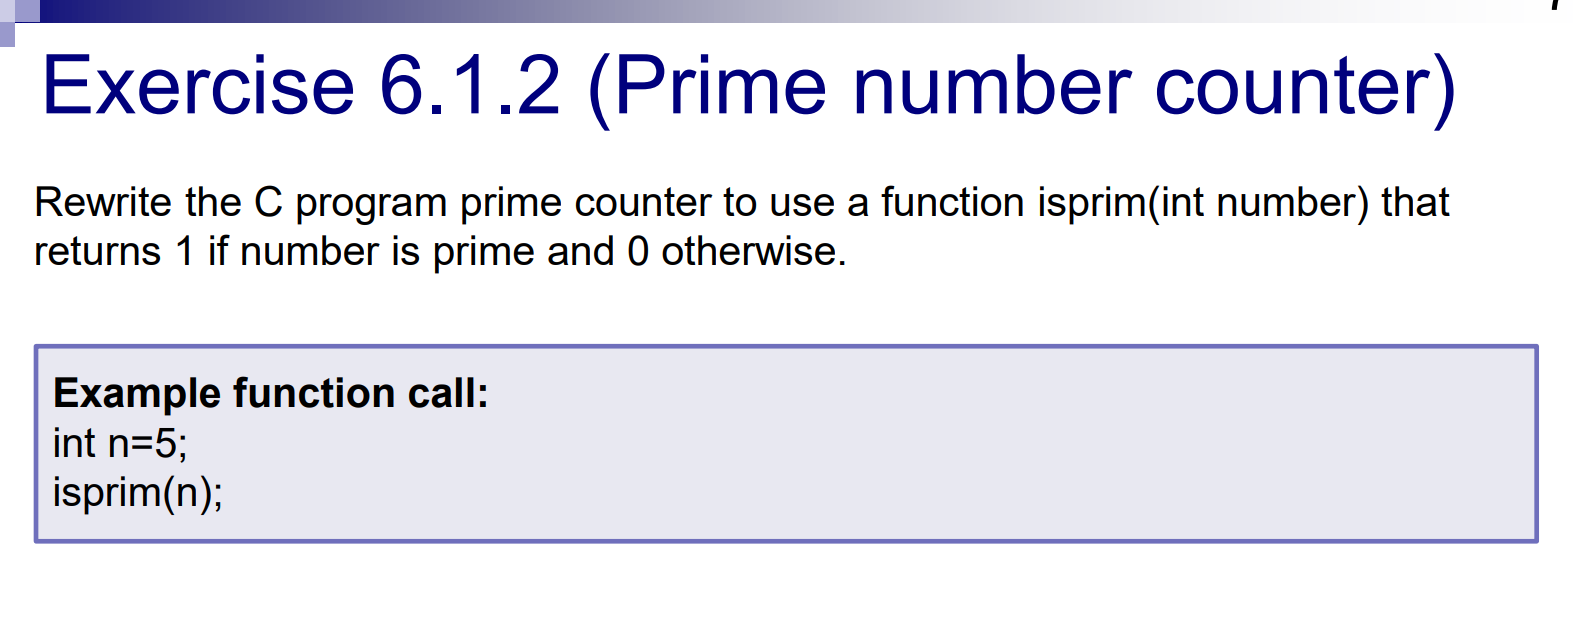 Exercise 6.1.2 (Prime number counter)
Rewrite the C program prime counter to use a function isprim(int number) that
returns 1 if number is prime and 0 otherwise.
Example function call:
int n=5;
isprim(n);